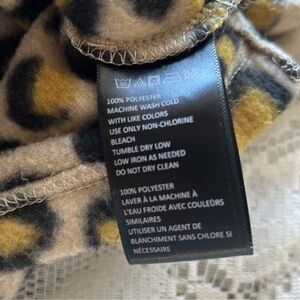 100% POLYESTER
MACHINE WASH COLD
WITH LIKE COLORS
USE ONLY NON-CHLORINE
BLEACH
TUMBLE DRY LOW
LOW IRON AS NEEDED
DO NOT DRY CLEAN
100% POLYESTER
LAVER À LA MACHINE À
L'EAU FROIDE AVEC COULEURS
SIMILAIRES
UTILISER UN AGENT DE
BLANCHIMENT SANS CHLORE SI
NÉCESSAIRE